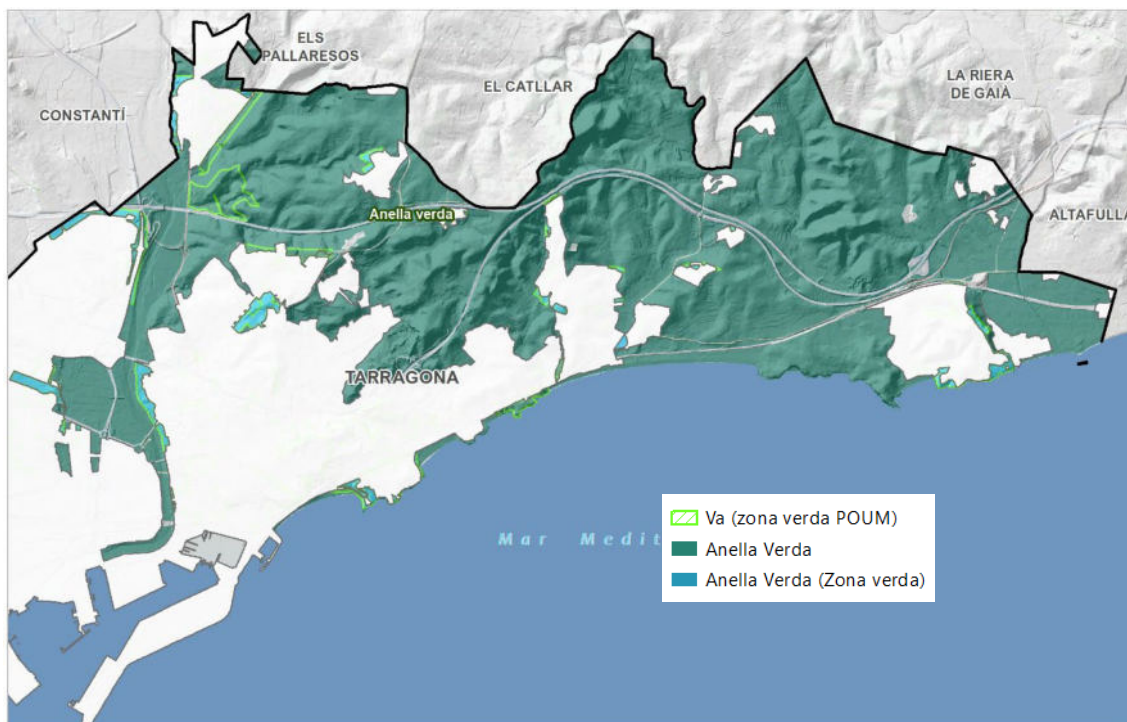 ELS
PALLARESOS
CONSTANTÍ
EL CATLLAR
LA RIERA
DE GAIÀ
ALTAFULLA
Anella verda
TARRAGONA
Mar Medit
Va (zona verda POUM)
Anella Verda
Anella Verda (Zona verda)